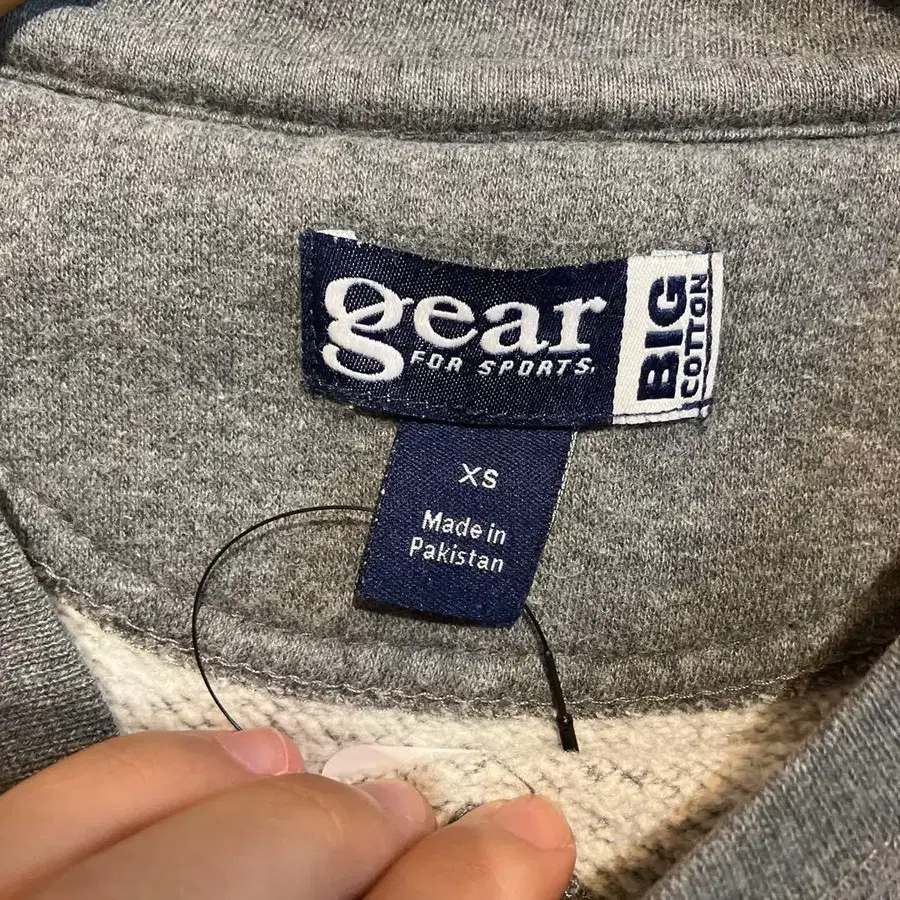 gear
FOR SPORTS.
BIG
COTTON
XS
Made in
Pakistan